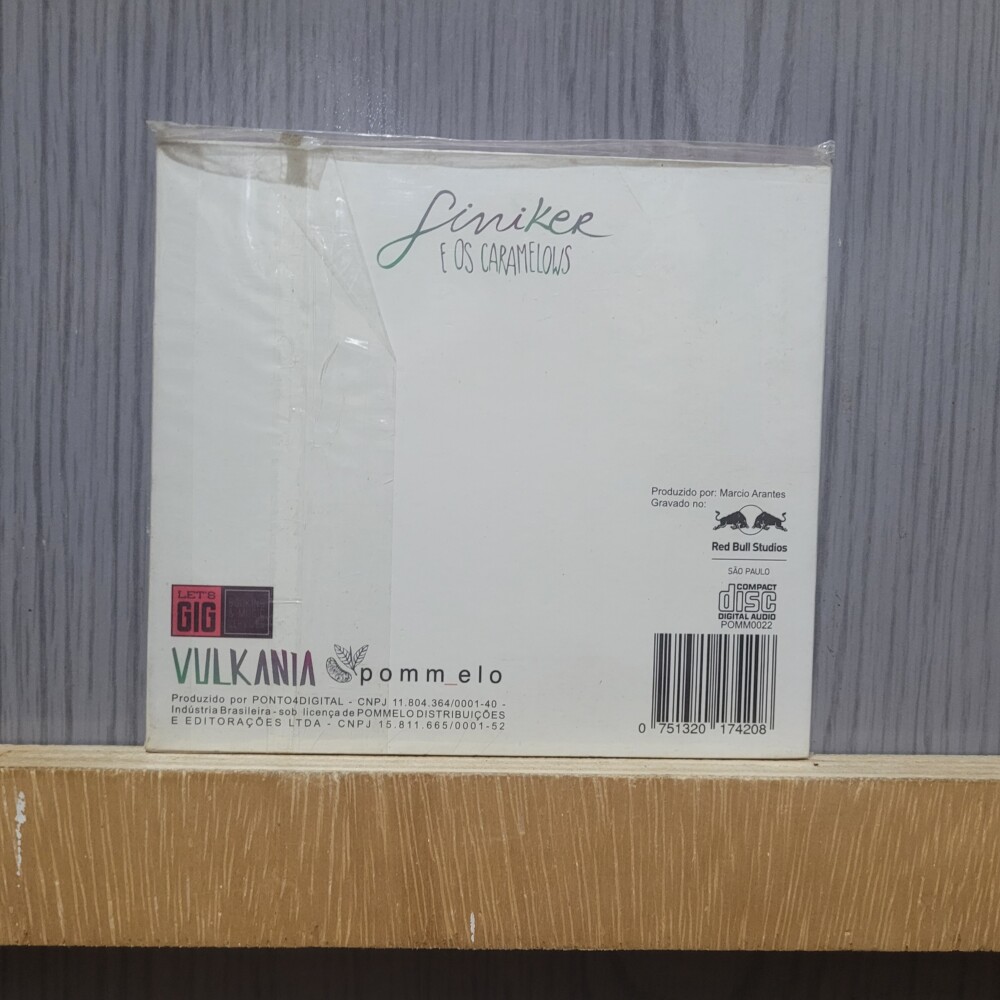 Liniker
E OS CARAMELOWS
Produzido por: Marcio Arantes
Gravado no:
Red Bull Studios
SÃO PAULO
COMPACT
disc
DIGITAL AUDIO
POMM0022
LET'S
GIG
VULKANIA
pomm_elo
Produzido por PONTO4DIGITAL - CNPJ 11.804.364/0001-40 -
Indústria Brasileira - sob licença de POMMELO DISTRIBUIÇÕES
E EDITORAÇÕES LTDA - CNPJ 15.811.665/0001-52
0 751320 174208